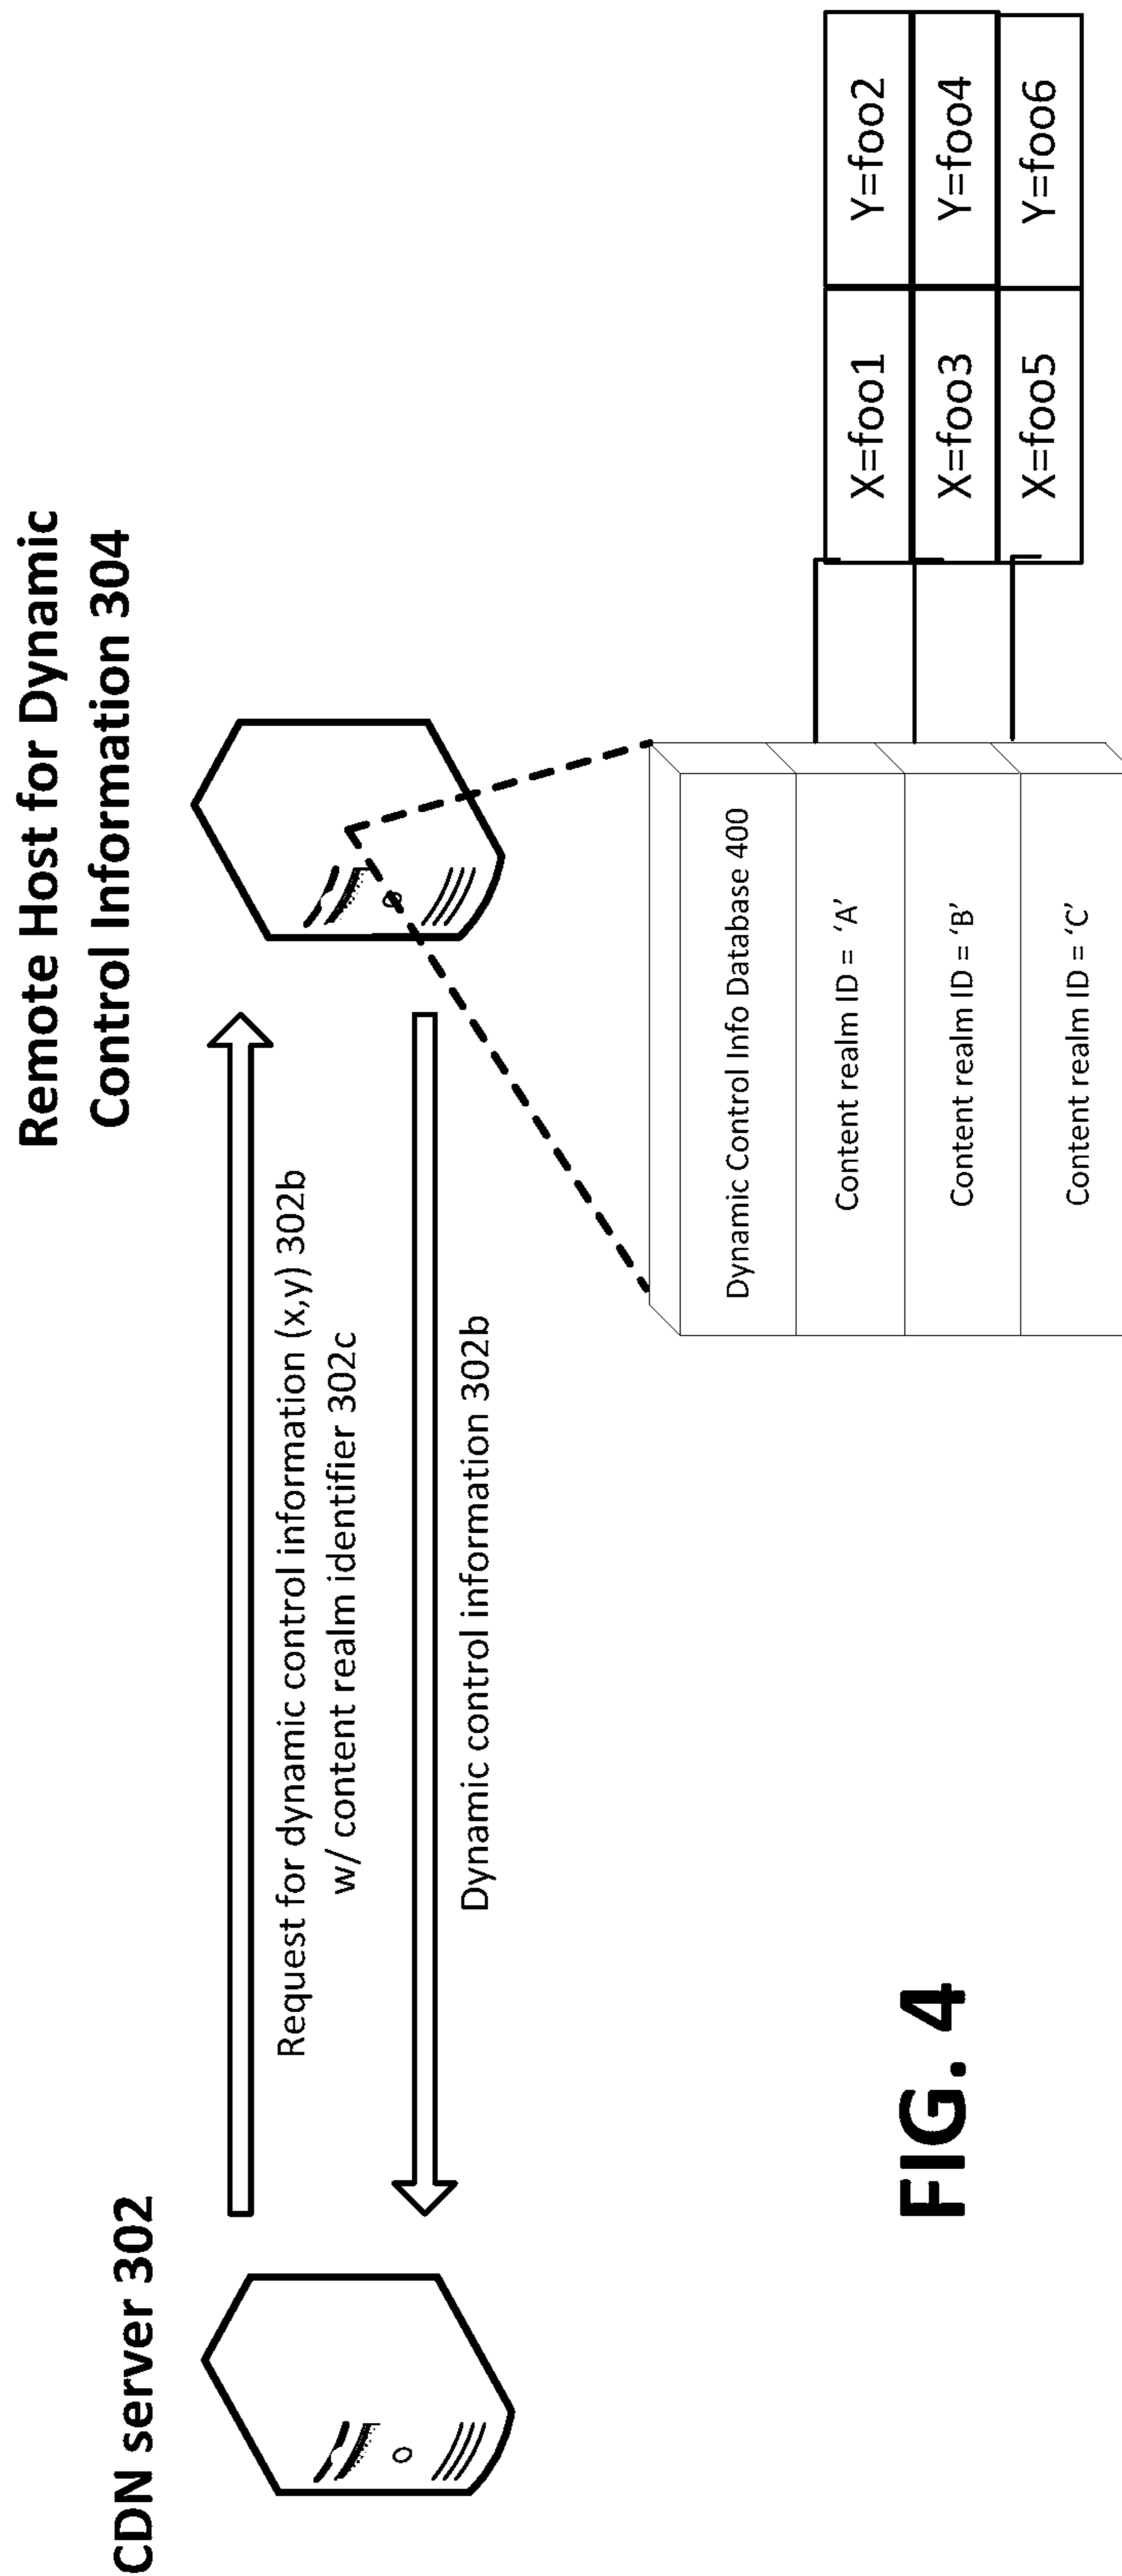 Remote Host for Dynamic
Control Information 304
CDN server 302
Request for dynamic control information (x,y) 302b
w/ content realm identifier 302c
Dynamic control information 302b
Dynamic Control Info Database 400
Content realm ID = ‘A’
X=foo1
Y=foo2
Content realm ID = ‘B’
X=foo3
Y=foo4
Content realm ID = ‘C’
X=foo5
Y=foo6
FIG. 4